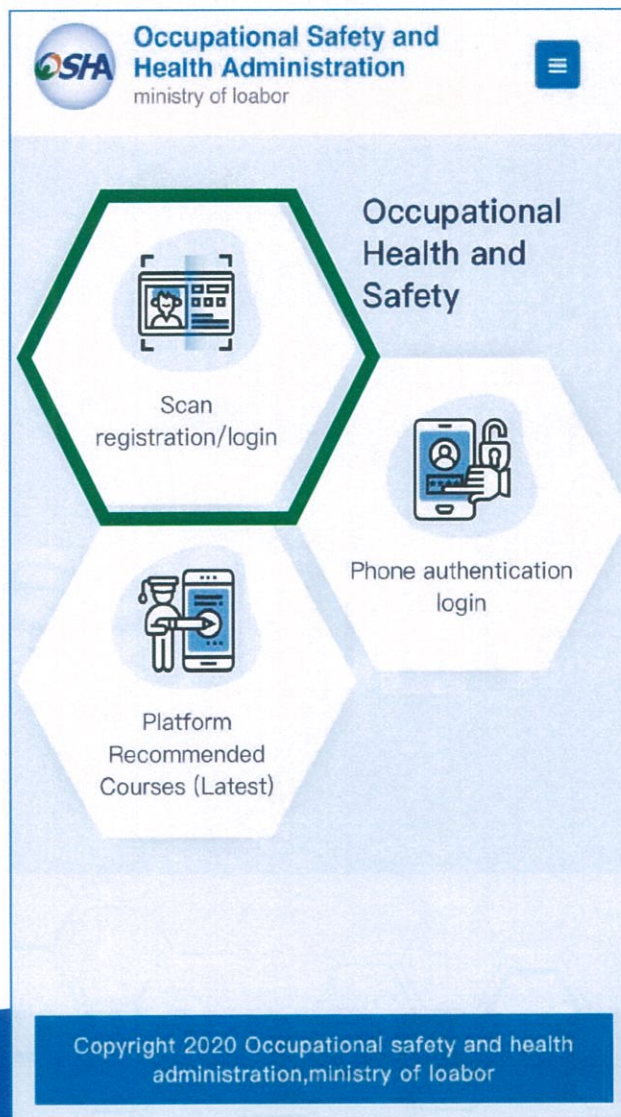 OSHA
Occupational Safety and
Health Administration
ministry of loabor
Occupational
Health and
Safety
Scan
registration/login
Phone authentication
login
Platform
Recommended
Courses (Latest)
Copyright 2020 Occupational safety and health
administration,ministry of loabor